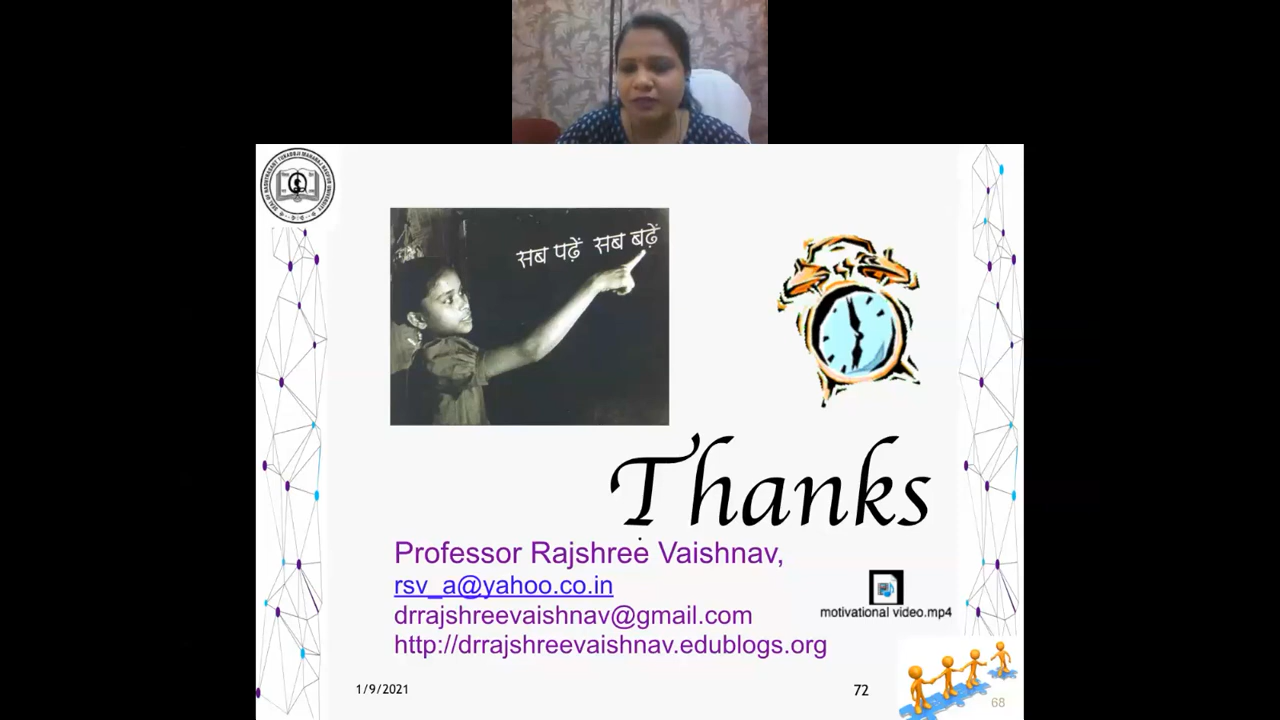 सब पढ़ें सब बढ़ें
Thanks
Professor Rajshree Vaishnav,
rsv_a@yahoo.co.in
drrajshreevaishnav@gmail.com
http://drrajshreevaishnav.edublogs.org
motivational video.mp4
1/9/2021
72
68